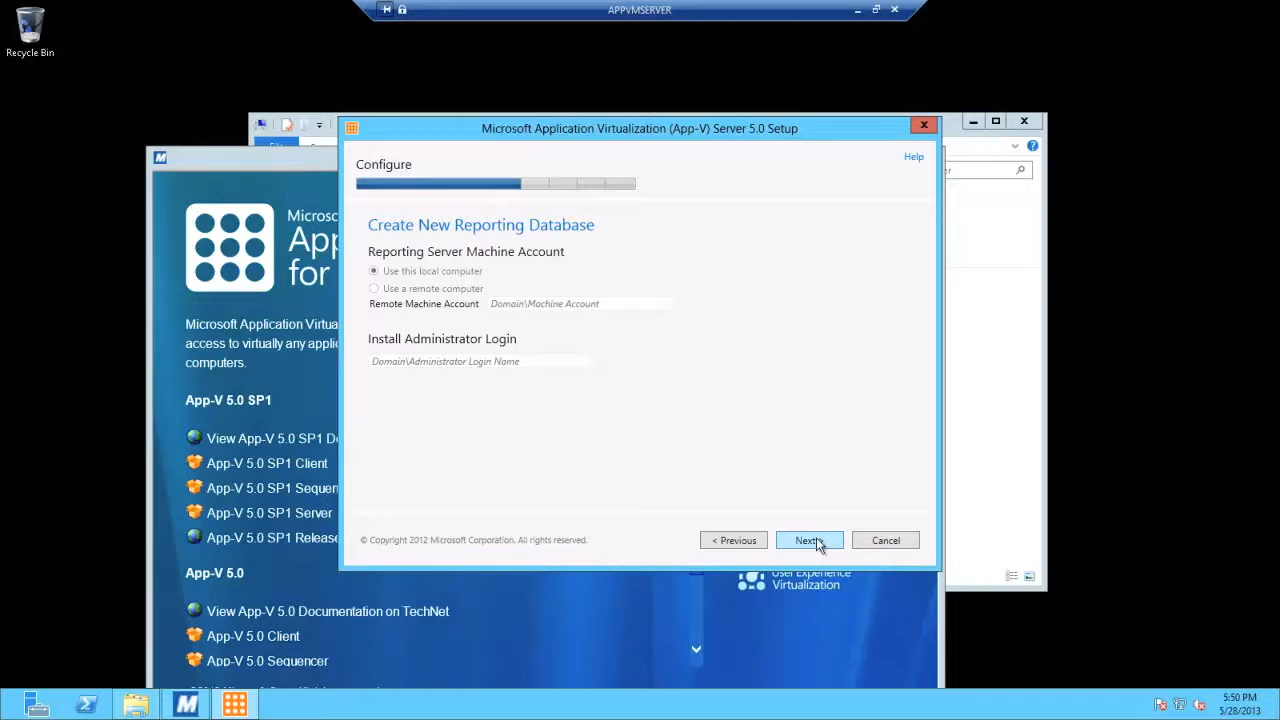 APPVMSERVER
Recycle Bin
Microsoft Application Virtualization (App-V) Server 5.0 Setup
Help
Configure
Create New Reporting Database
Reporting Server Machine Account
Use this local computer
Use a remote computer
Remote Machine Account
Domain\Machine Account
Install Administrator Login
Domain\Administrator Login Name
© Copyright 2012 Microsoft Corporation. All rights reserved.
< Previous
Next
Cancel
Micros
App
for
Microsoft Application Virtua
access to virtually any applic
computers.
App-V 5.0 SP1
View App-V 5.0 SP1 D
App-V 5.0 SP1 Client
App-V 5.0 SP1 Sequen
App-V 5.0 SP1 Server
App-V 5.0 SP1 Release
App-V 5.0
View App-V 5.0 Documentation on TechNet
App-V 5.0 Client
App-V 5.0 Sequencer
User Experience
Virtualization
5:50 PM
5/28/2013